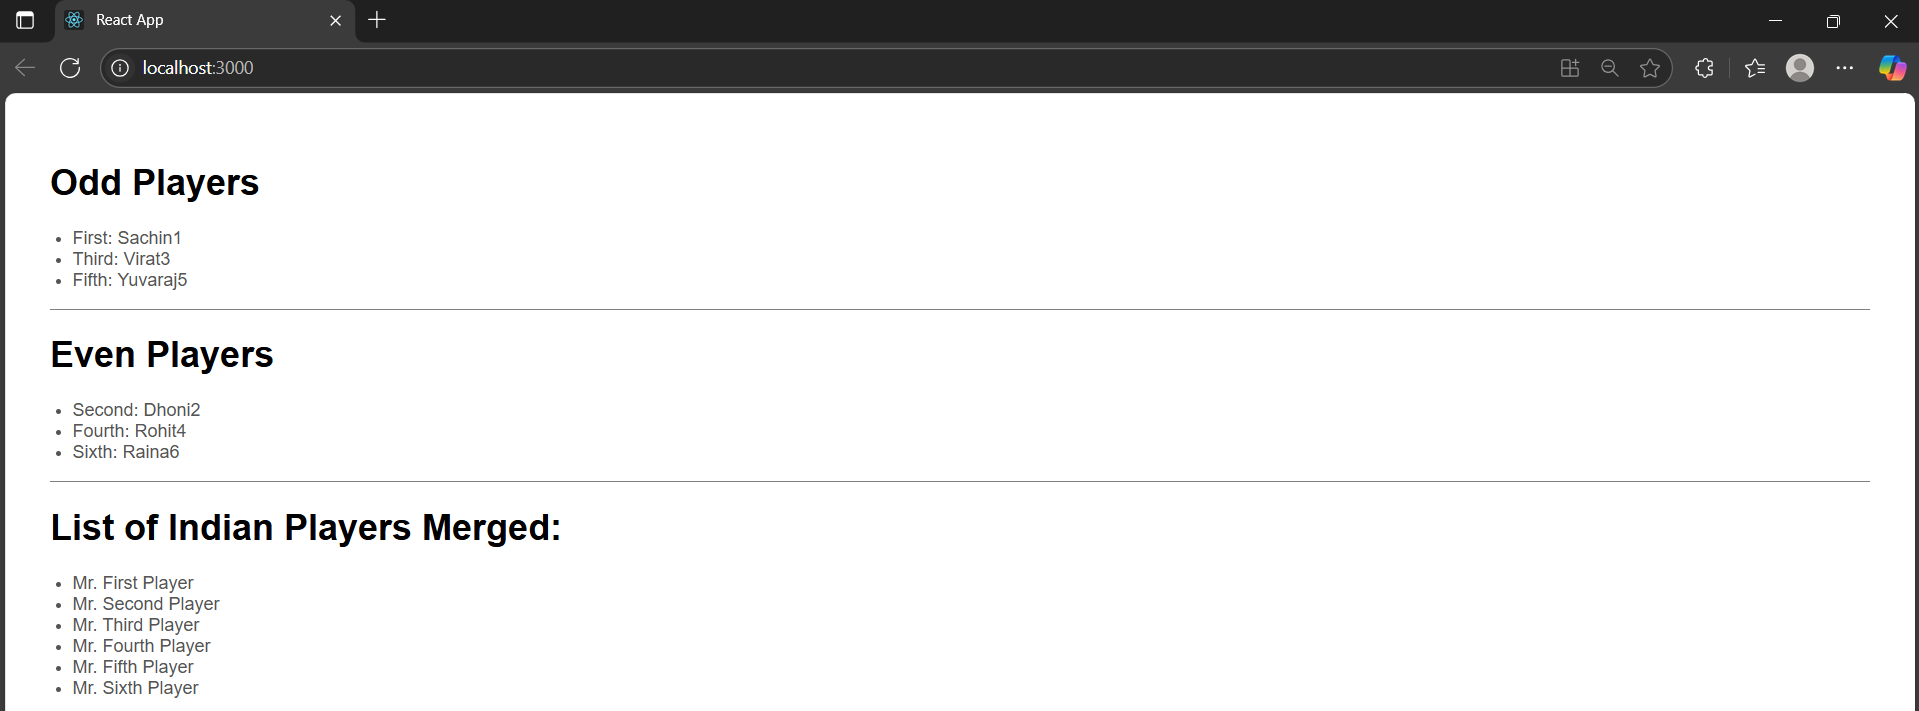 React App
localhost:3000
Odd Players
First: Sachin1
Third: Virat3
Fifth: Yuvaraj5
Even Players
Second: Dhoni2
Fourth: Rohit4
Sixth: Raina6
List of Indian Players Merged:
Mr. First Player
Mr. Second Player
Mr. Third Player
Mr. Fourth Player
Mr. Fifth Player
Mr. Sixth Player